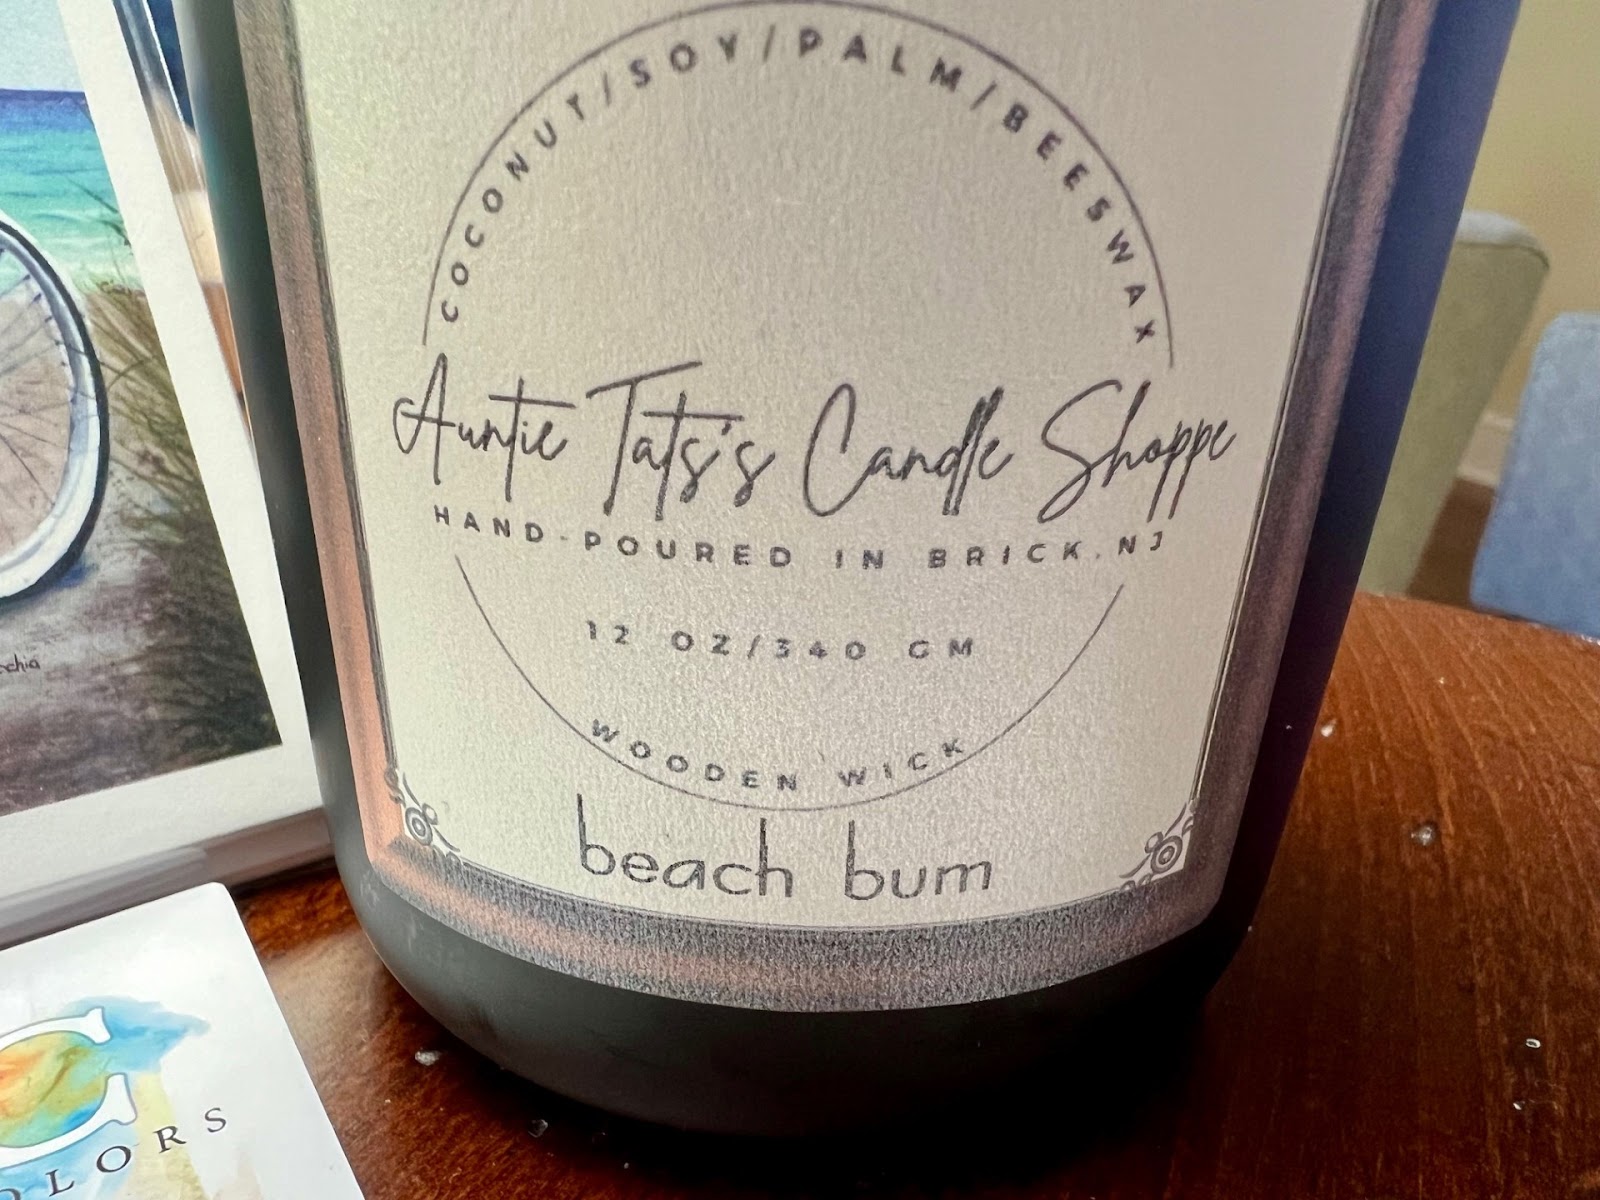 COCONUT/SOY/PALM/BEESWAX
Auntie Tats's Candle Shoppe
HAND-POURED IN BRICK, NJ
12 OZ/340 GM
WOODEN WICK
beach bum
C